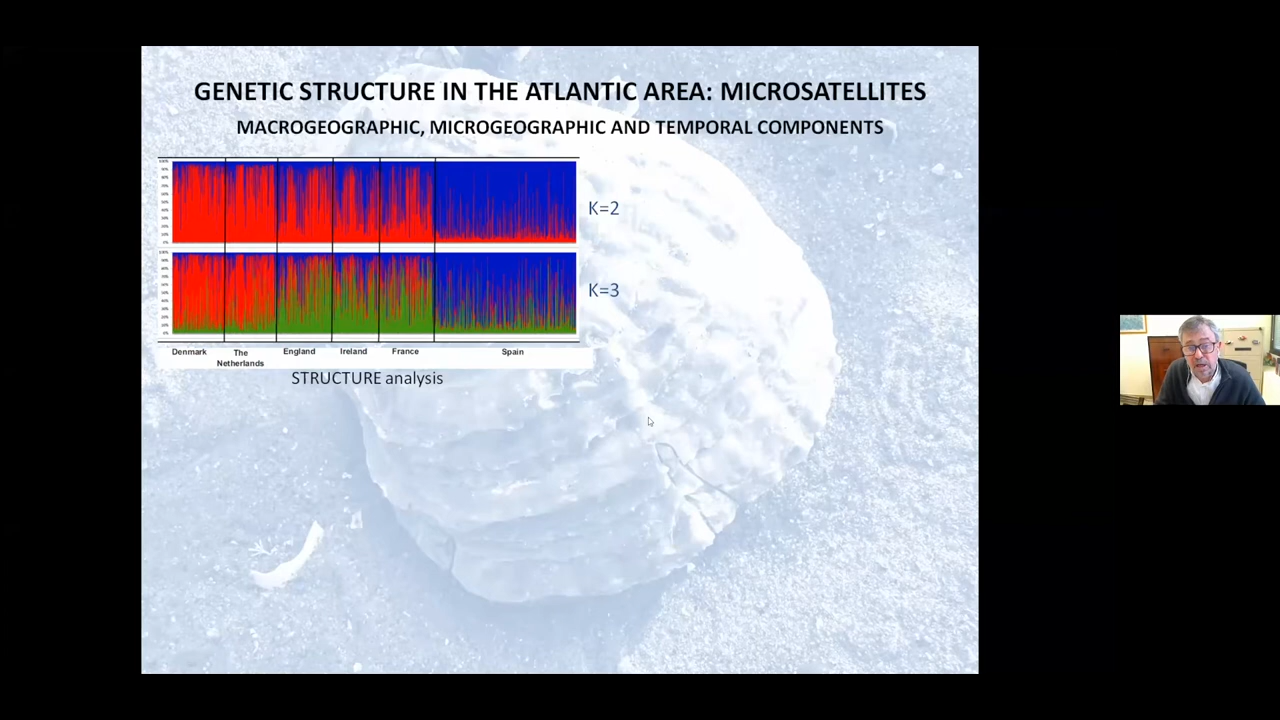 GENETIC STRUCTURE IN THE ATLANTIC AREA: MICROSATELLITES
MACROGEOGRAPHIC, MICROGEOGRAPHIC AND TEMPORAL COMPONENTS
K=2
K=3
Denmark The Netherlands England Ireland France Spain
STRUCTURE analysis